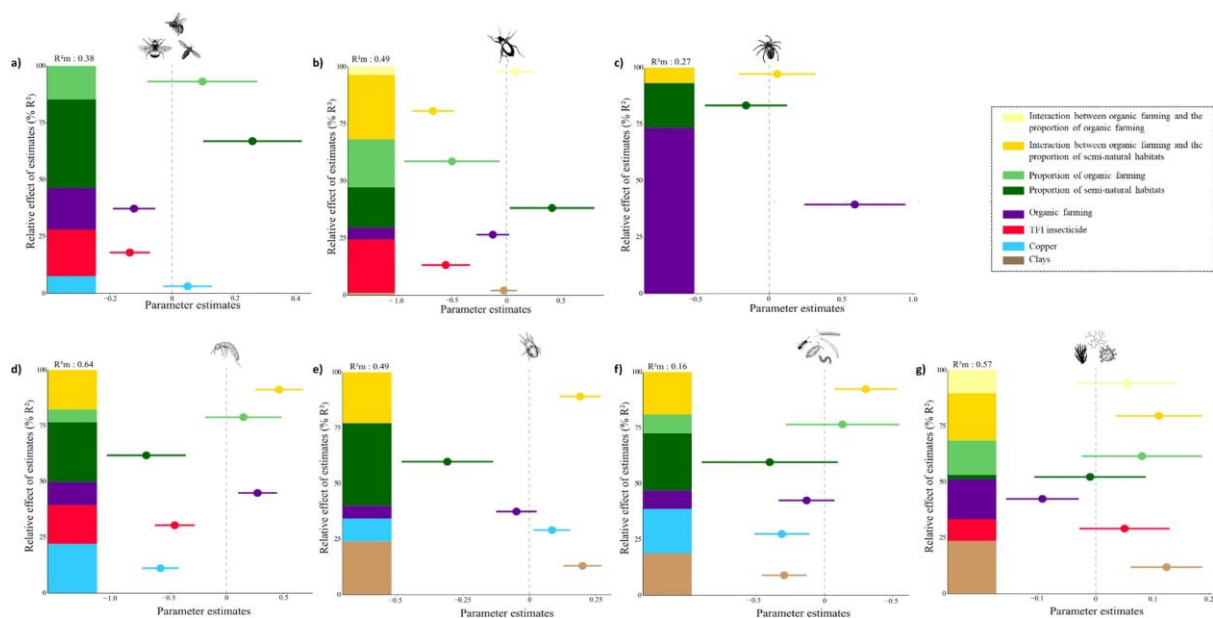 a)
R²m : 0.38
Relative effect of estimates (% R²)
100
75
50
25
0
−0.2
0
0.2
0.4
Parameter estimates
b)
R²m : 0.49
Relative effect of estimates (% R²)
100
75
50
25
0
−1.0
−0.5
0
0.5
Parameter estimates
c)
R²m : 0.27
Relative effect of estimates (% R²)
100
75
50
25
0
−0.5
0
0.5
1.0
Parameter estimates
Interaction between organic farming and the
proportion of organic farming
Interaction between organic farming and the
proportion of semi-natural habitats
Proportion of organic farming
Proportion of semi-natural habitats
Organic farming
TFI insecticide
Copper
Clays
d)
R²m : 0.64
Relative effect of estimates (% R²)
100
75
50
25
0
−1.0
−0.5
0
0.5
Parameter estimates
e)
R²m : 0.49
Relative effect of estimates (% R²)
100
75
50
25
0
−0.5
−0.25
0
0.25
Parameter estimates
f)
R²m : 0.16
Relative effect of estimates (% R²)
100
75
50
25
0
−0.5
0
−0.5
Parameter estimates
g)
R²m : 0.57
Relative effect of estimates (% R²)
100
75
50
25
0
−0.1
0
0.1
0.2
Parameter estimates